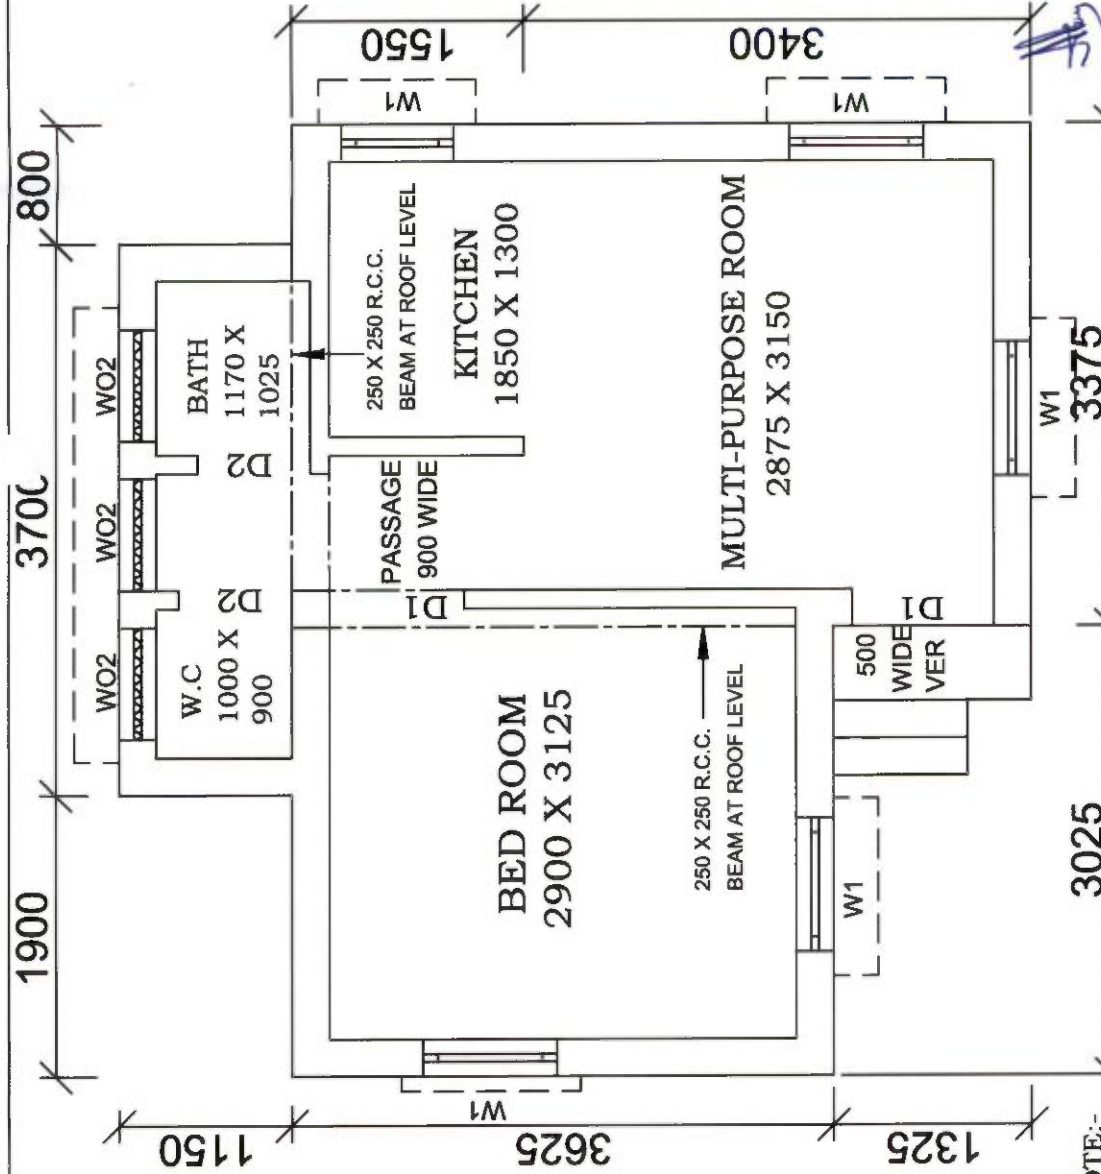 800
3700
1900
1550
3400
1150
3625
1325
3375
3025
WO2
WO2
WO2
BATH
1170 X
1025
D2
W.C
1000 X
900
D2
W1
250 X 250 R.C.C.
BEAM AT ROOF LEVEL
KITCHEN
1850 X 1300
PASSAGE
900 WIDE
D1
W1
MULTI-PURPOSE ROOM
2875 X 3150
BED ROOM
2900 X 3125
250 X 250 R.C.C.
BEAM AT ROOF LEVEL
D1
500
WIDE
VER
W1
W1
W1
OTE:-